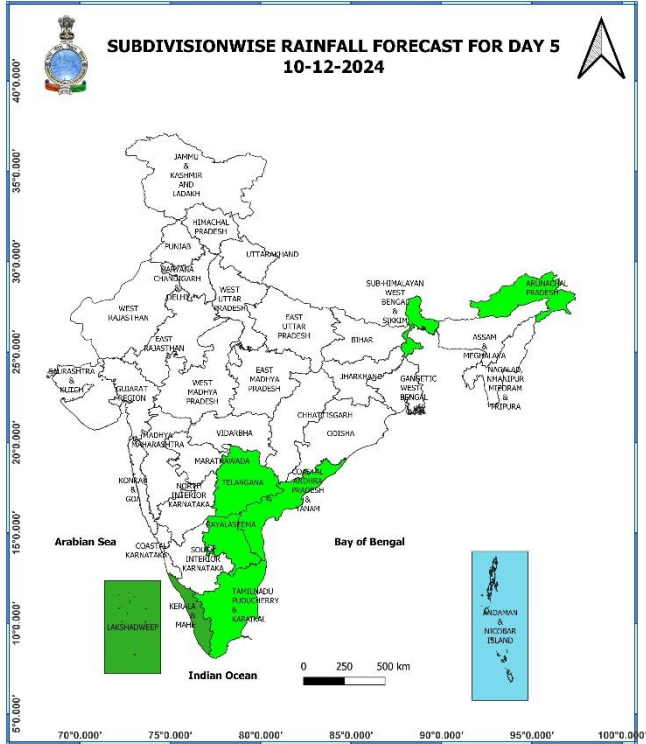 SUBDIVISIONWISE RAINFALL FORECAST FOR DAY 5
10-12-2024
40°0.000'
35°0.000'
30°0.000'
25°0.000'
20°0.000'
15°0.000'
10°0.000'
5°0.000'
JAMMU
&
KASHMIR
AND
LADAKH
HIMACHAL
PRADESH
PUNJAB
UTTARAKHAND
HARYANA
CHANDIGARH
&
DELHI
WEST
UTTAR
PRADESH
WEST
RAJASTHAN
EAST
RAJASTHAN
EAST
UTTAR
PRADESH
SUB-HIMALAYAN
WEST
BENGAL
&
SIKKIM
ARUNACHAL
PRADESH
BIHAR
ASSAM
&
MEGHALAYA
SAURASHTRA
&
KUTCH
GUJARAT
REGION
WEST
MADHYA
PRADESH
EAST
MADHYA
PRADESH
JHARKHAND
GANGETIC
WEST
BENGAL
NAGALAD,
NMANIPUR
MIZORAM
&
TRIPURA
CHHATTISGARH
ODISHA
MADHYA
MAHARASHTRA
VIDARBHA
MARATHAWADA
KONKAN
&
GOA
NORTH
INTERIOR
KARNATAKA
TELANGANA
COASTAL
ANDHRA
PRADESH
&
YANAM
RAYALASEEMA
Arabian Sea
COASTAL
KARNATAKA
SOUTH
INTERIOR
KARNATAKA
Bay of Bengal
LAKSHADWEEP
KERALA
&
MAHE
TAMILNADU
PUDUCHERRY
&
KARAIKAL
ANDAMAN
&
NICOBAR
ISLAND
Indian Ocean
0 250 500 km
70°0.000' 75°0.000' 80°0.000' 85°0.000' 90°0.000' 95°0.000' 100°0.000'